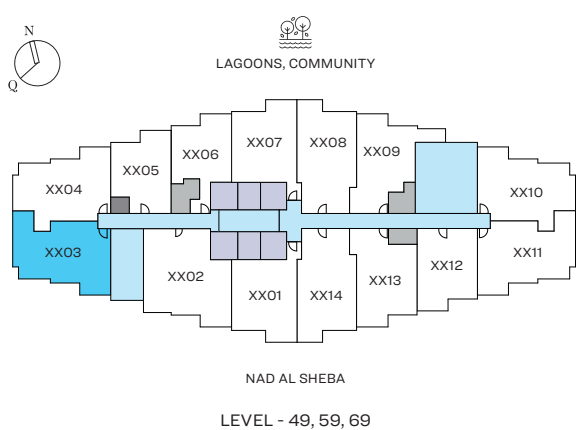 N
Q
LAGOONS, COMMUNITY
XX07 XX08
XX06 XX09
XX05
XX04 XX10
XX03 XX11
XX02 XX12
XX13
XX01 XX14
NAD AL SHEBA
LEVEL - 49, 59, 69